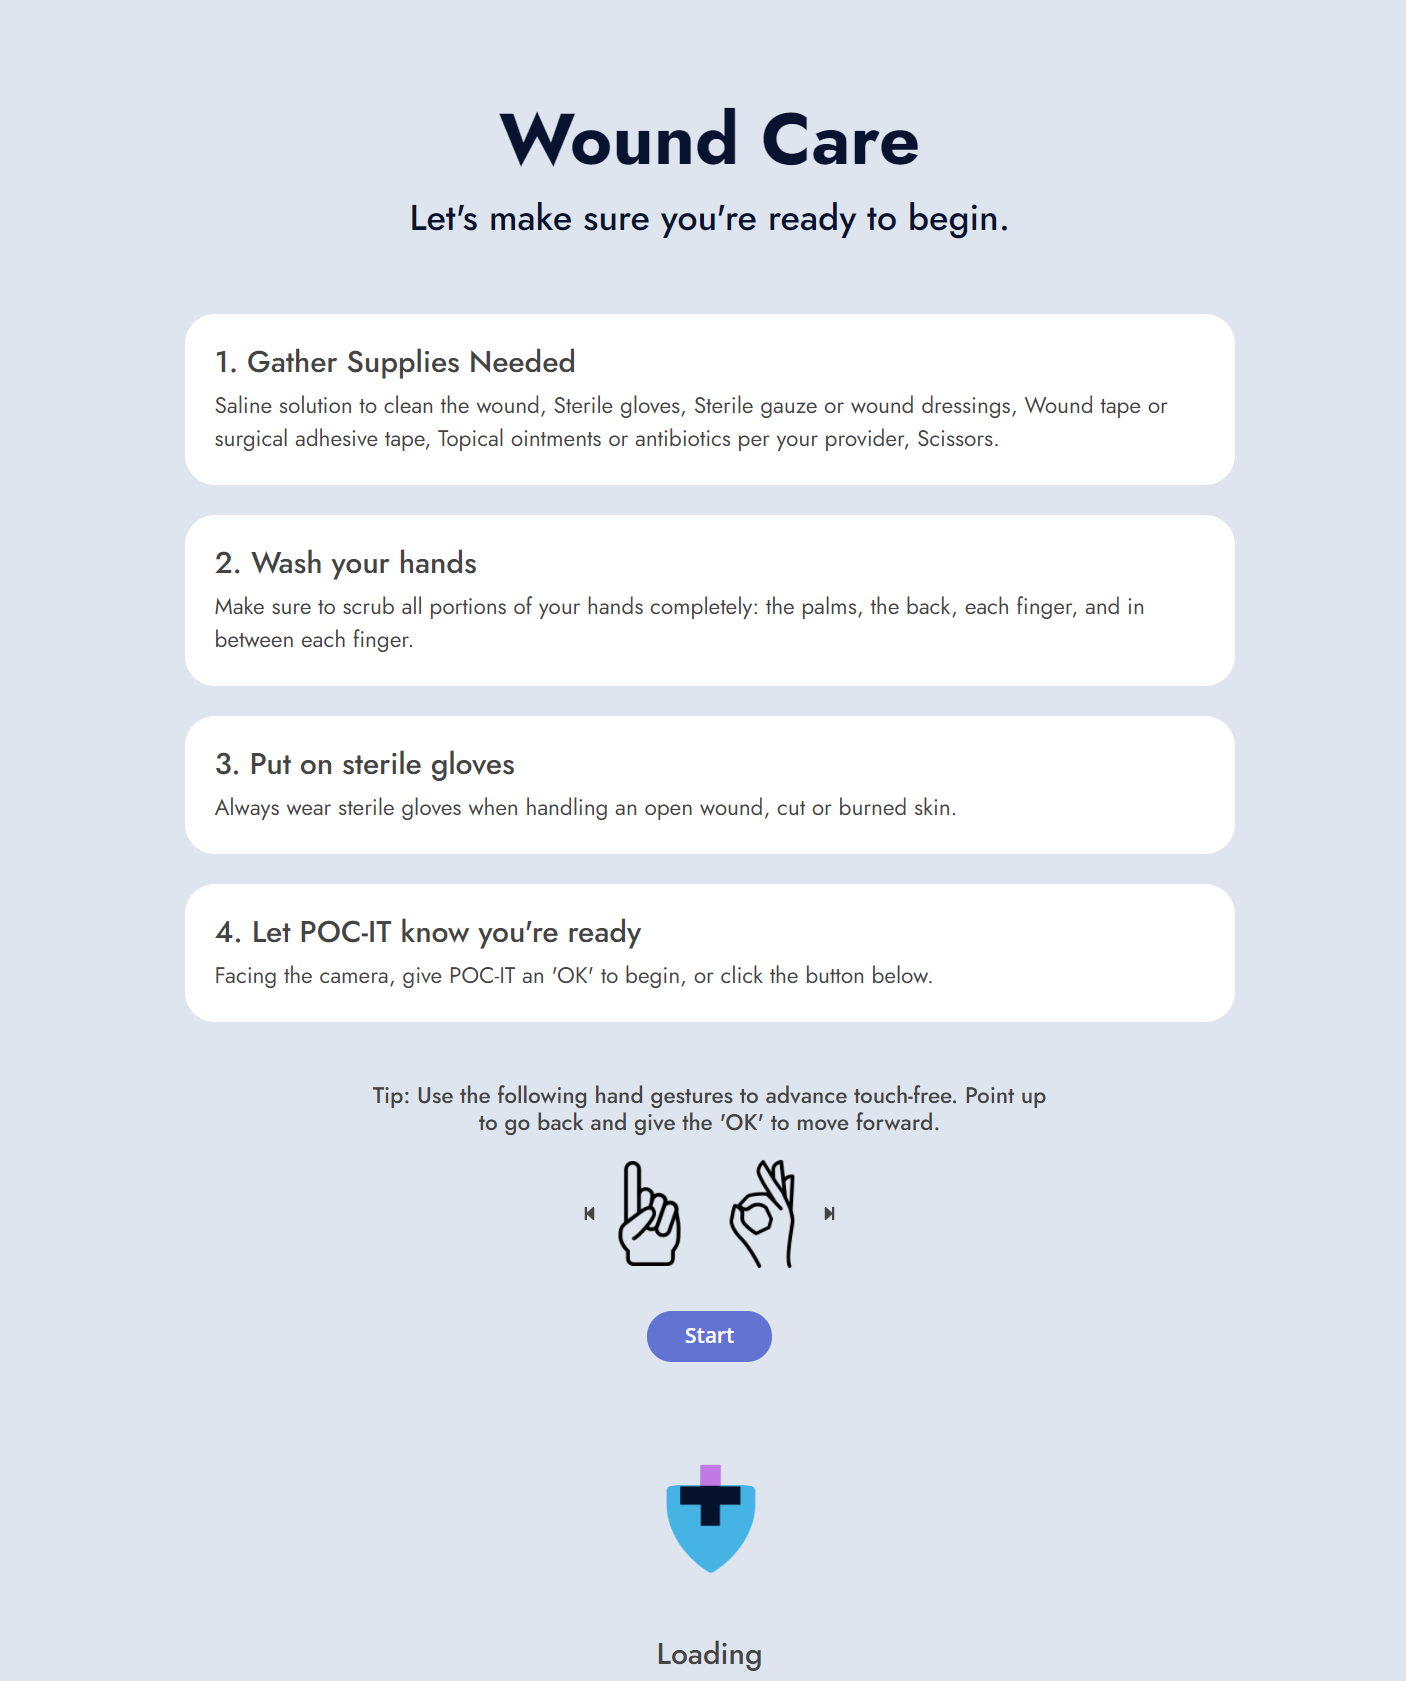 Wound Care
Let's make sure you're ready to begin.
1. Gather Supplies Needed
Saline solution to clean the wound, Sterile gloves, Sterile gauze or wound dressings, Wound tape or
surgical adhesive tape, Topical ointments or antibiotics per your provider, Scissors.
2. Wash your hands
Make sure to scrub all portions of your hands completely: the palms, the back, each finger, and in
between each finger.
3. Put on sterile gloves
Always wear sterile gloves when handling an open wound, cut or burned skin.
4. Let POC-IT know you're ready
Facing the camera, give POC-IT an 'OK' to begin, or click the button below.
Tip: Use the following hand gestures to advance touch-free. Point up
to go back and give the 'OK' to move forward.
Start
Loading